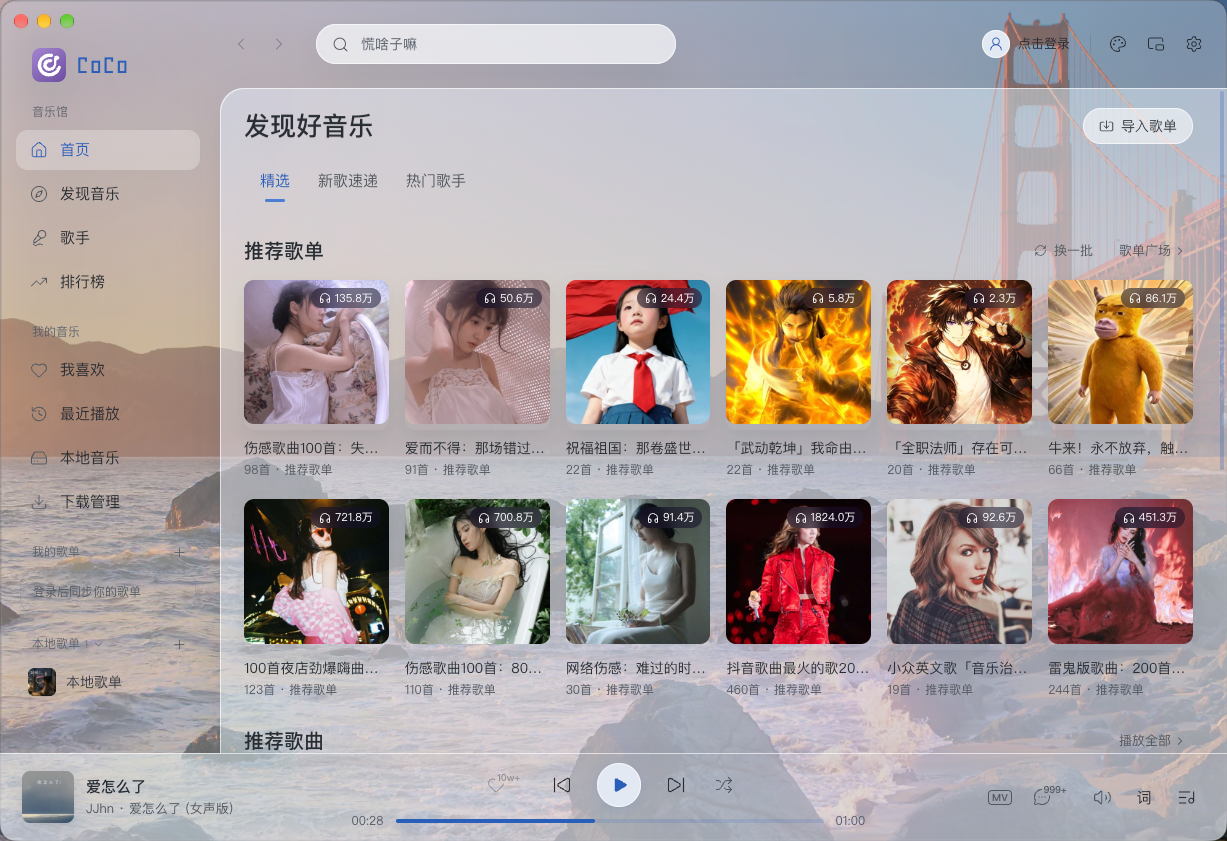 CoCo
慌啥子嘛
点击登录
音乐馆
首页
发现音乐
歌手
排行榜
我的音乐
我喜欢
最近播放
本地音乐
下载管理
我的歌单
登录后同步你的歌单
本地歌单 1
本地歌单
发现好音乐
导入歌单
精选 新歌速递 热门歌手
推荐歌单
换一批 歌单广场
135.8万 50.6万 24.4万 5.8万 2.3万 86.1万
伤感歌曲100首：失... 爱而不得：那场错过... 祝福祖国：那卷盛世... 「武动乾坤」我命由... 「全职法师」存在可... 牛来！永不放弃，触...
98首 · 推荐歌单 91首 · 推荐歌单 22首 · 推荐歌单 22首 · 推荐歌单 20首 · 推荐歌单 66首 · 推荐歌单
721.8万 700.8万 91.4万 1824.0万 92.6万 451.3万
100首夜店劲爆嗨曲... 伤感歌曲100首：80... 网络伤感：难过的时... 抖音歌曲最火的歌20... 小众英文歌「音乐治... 雷鬼版歌曲：200首...
123首 · 推荐歌单 110首 · 推荐歌单 30首 · 推荐歌单 460首 · 推荐歌单 19首 · 推荐歌单 244首 · 推荐歌单
推荐歌曲
播放全部
爱怎么了
JJhn · 爱怎么了 (女声版)
10w+
00:28
01:00
MV
999+
词